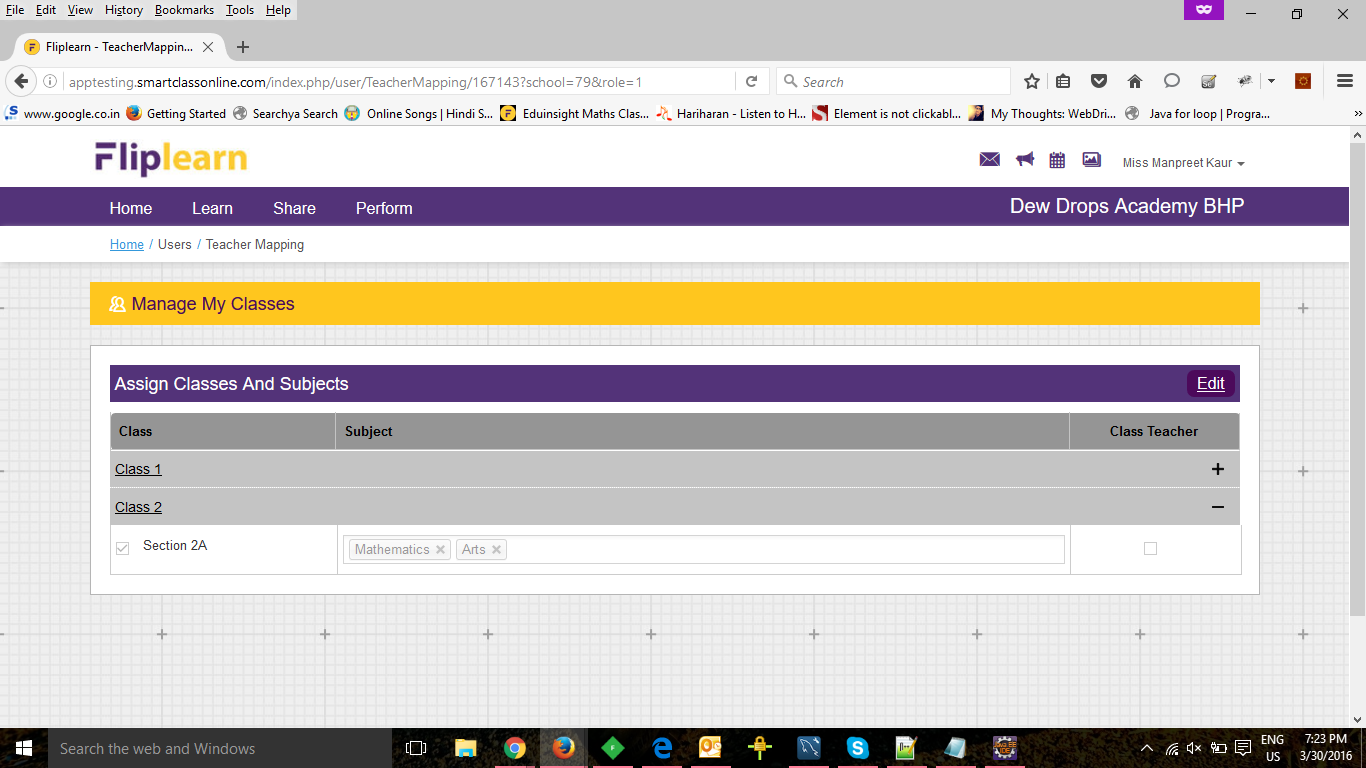 File Edit View History Bookmarks Tools Help
Fliplearn - TeacherMappin...
apptesting.smartclassonline.com/index.php/user/TeacherMapping/167143?school=79&role=1
Search
www.google.co.in Getting Started Searchya Search Online Songs | Hindi S... Eduinsight Maths Clas... Hariharan - Listen to H... Element is not clickabl... My Thoughts: WebDri... Java for loop | Progra...
Fliplearn
Miss Manpreet Kaur
Home Learn Share Perform
Dew Drops Academy BHP
Home / Users / Teacher Mapping
Manage My Classes
Assign Classes And Subjects
Edit
Class Subject Class Teacher
Class 1
Class 2
Section 2A Mathematics Arts
Search the web and Windows
ENG
US
7:23 PM
3/30/2016